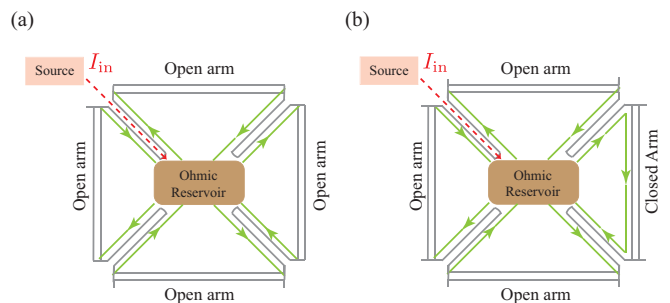 (a)
(b)
Source
I_in
Open arm
Open arm
Ohmic
Reservoir
Open arm
Open arm
Source
I_in
Open arm
Open arm
Ohmic
Reservoir
Closed Arm
Open arm